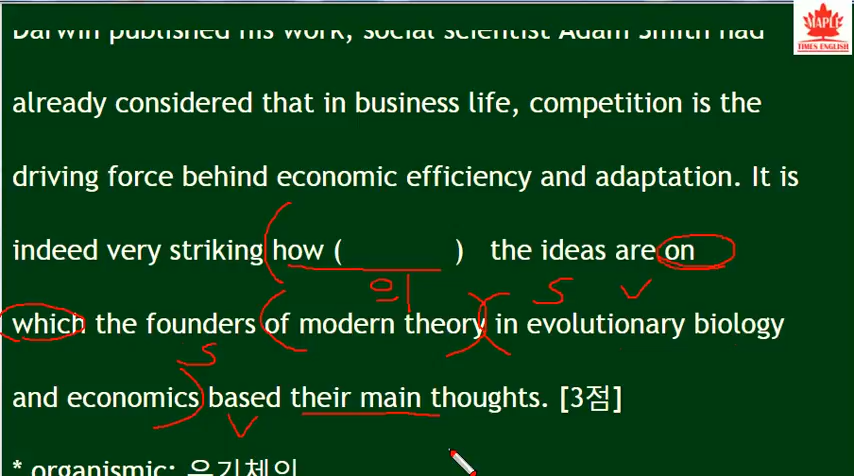 MAPLE
TIMES ENGLISH
Darwin published his work, social scientist Adam Smith had
already considered that in business life, competition is the
driving force behind economic efficiency and adaptation. It is
indeed very striking how ( ) the ideas are on
의 S V
which the founders of modern theory in evolutionary biology
S
and economics based their main thoughts. [3점]
V
* organismic: 유기체인